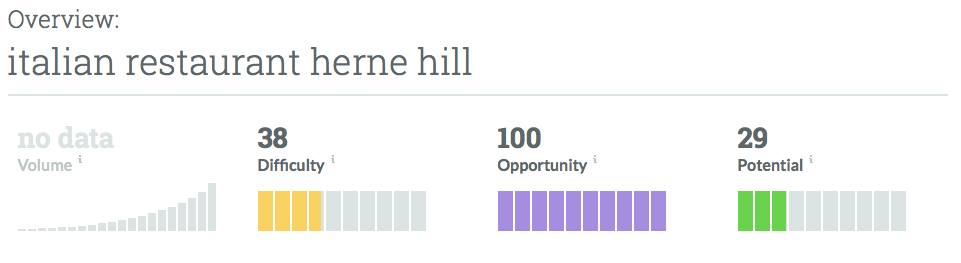 Overview:
italian restaurant herne hill
no data
Volume i
38
Difficulty i
100
Opportunity i
29
Potential i